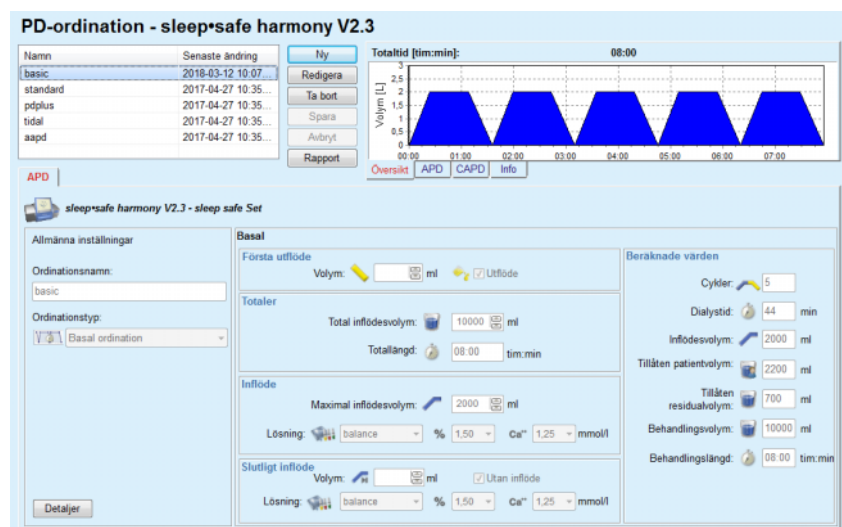 PD-ordination - sleep•safe harmony V2.3
Namn Senaste ändring
basic 2018-03-12 10:07...
standard 2017-04-27 10:35...
pdplus 2017-04-27 10:35...
tidal 2017-04-27 10:35...
aapd 2017-04-27 10:35...
Ny
Redigera
Ta bort
Spara
Avbryt
Rapport
Totaltid [tim:min]: 08:00
Volym [L]
3
2,5
2
1,5
1
0,5
0
00:00 01:00 02:00 03:00 04:00 05:00 06:00 07:00
Översikt APD CAPD Info
APD
sleep•safe harmony V2.3 - sleep safe Set
Allmänna inställningar
Ordinationsnamn:
basic
Ordinationstyp:
Basal ordination
Detaljer
Basal
Första utflöde
Volym: ml Utflöde
Totaler
Total inflödesvolym: 10000 ml
Totallängd: 08:00 tim:min
Inflöde
Maximal inflödesvolym: 2000 ml
Lösning: balance % 1,50 Ca⁺⁺ 1,25 mmol/l
Slutligt inflöde
Volym: ml Utan inflöde
Lösning: balance % 1,50 Ca⁺⁺ 1,25 mmol/l
Beräknade värden
Cykler: 5
Dialystid: 44 min
Inflödesvolym: 2000 ml
Tillåten patientvolym: 2200 ml
Tillåten
residualvolym: 700 ml
Behandlingsvolym: 10000 ml
Behandlingslängd: 08:00 tim:min